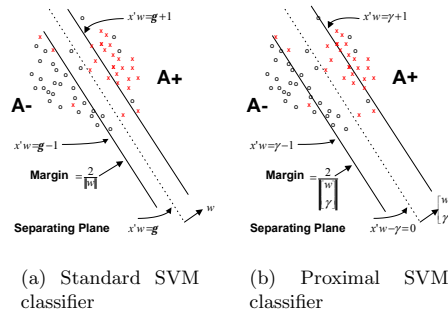 x'w=g+1
A+
A-
x'w=g-1
Margin = 2 / ‖w‖
w
Separating Plane
x'w=g
x'w=γ+1
A+
A-
x'w=γ-1
Margin = 2 / ‖ w γ ‖
w γ
Separating Plane
x'w-γ=0
(a) Standard SVM
classifier
(b) Proximal SVM
classifier